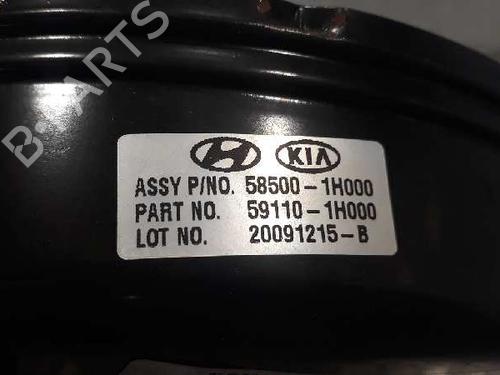 B-PARTS
KIA
ASSY P/NO. 58500-1H000
PART NO. 59110-1H000
LOT NO. 20091215-B